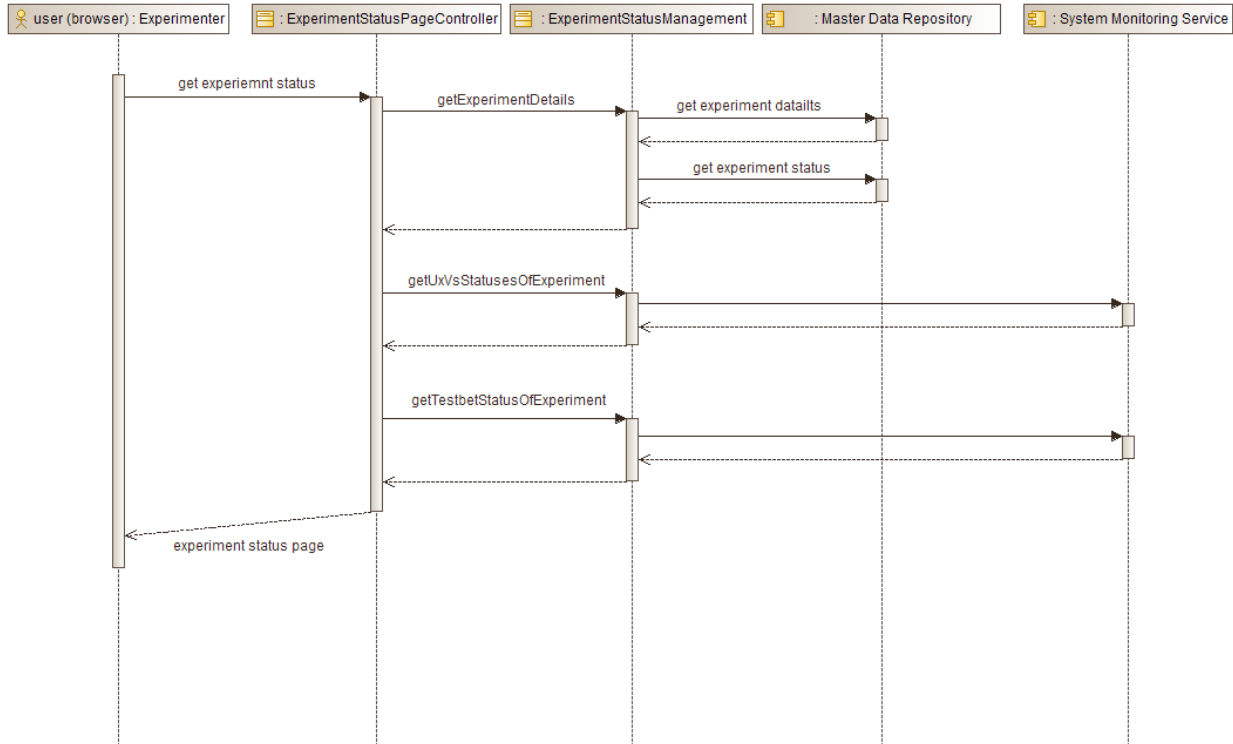 user (browser) : Experimenter
: ExperimentStatusPageController
: ExperimentStatusManagement
: Master Data Repository
: System Monitoring Service
get experiemnt status
getExperimentDetails
get experiment datailts
get experiment status
getUxVsStatusesOfExperiment
getTestbetStatusOfExperiment
experiment status page